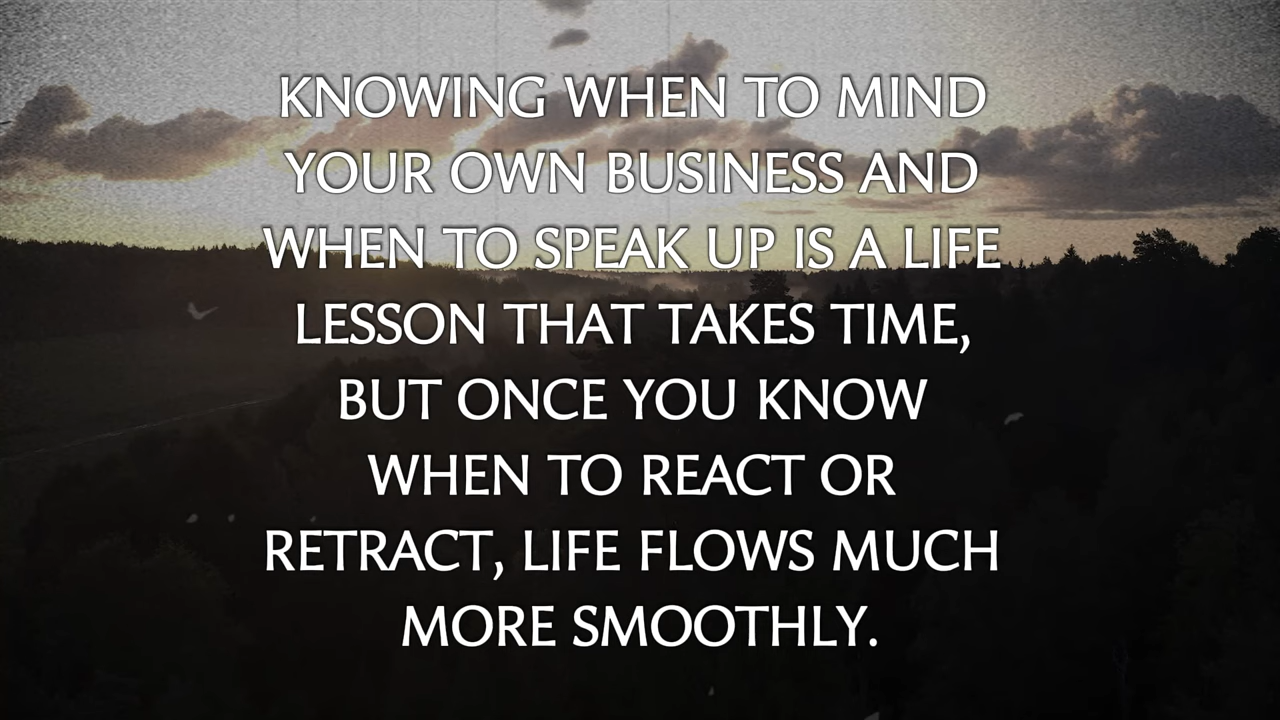 KNOWING WHEN TO MIND
YOUR OWN BUSINESS AND
WHEN TO SPEAK UP IS A LIFE
LESSON THAT TAKES TIME,
BUT ONCE YOU KNOW
WHEN TO REACT OR
RETRACT, LIFE FLOWS MUCH
MORE SMOOTHLY.